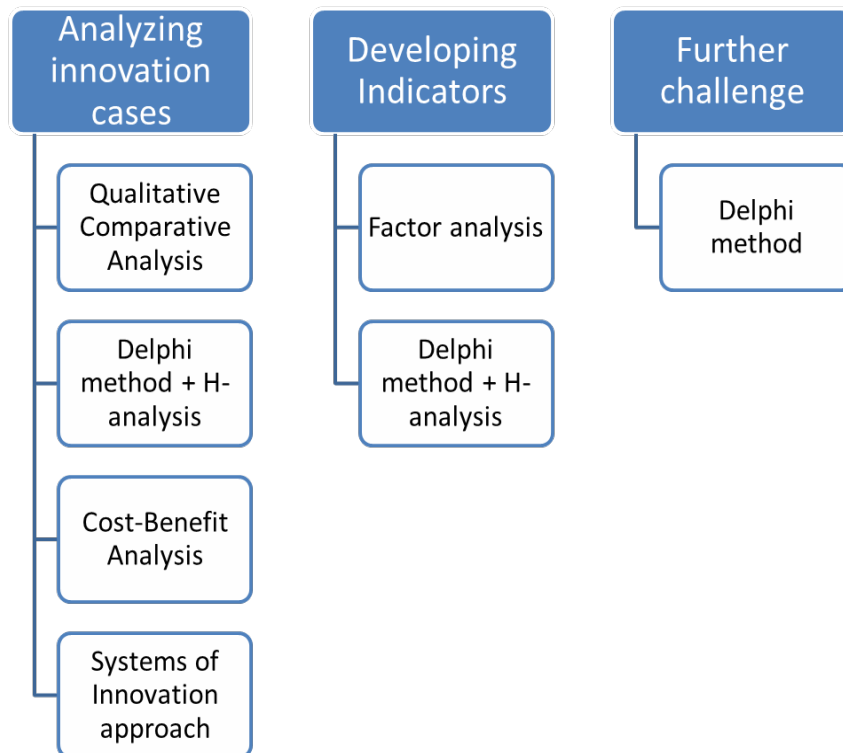 Analyzing
innovation
cases
Qualitative
Comparative
Analysis
Delphi
method + H-
analysis
Cost-Benefit
Analysis
Systems of
Innovation
approach
Developing
Indicators
Factor analysis
Delphi
method + H-
analysis
Further
challenge
Delphi
method